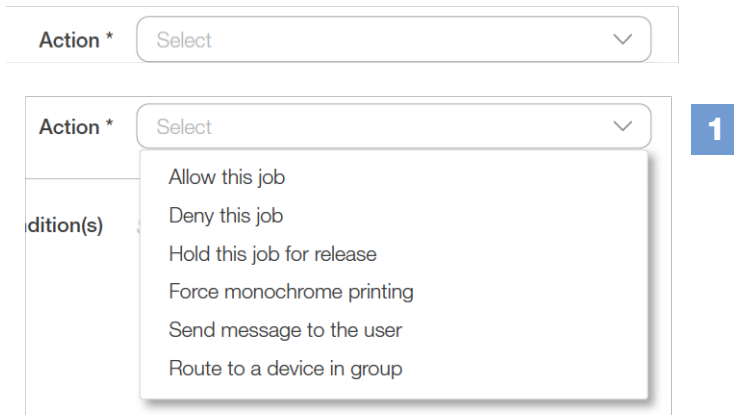 Action * Select
Action * Select
1
Allow this job
Deny this job
dition(s)
Hold this job for release
Force monochrome printing
Send message to the user
Route to a device in group